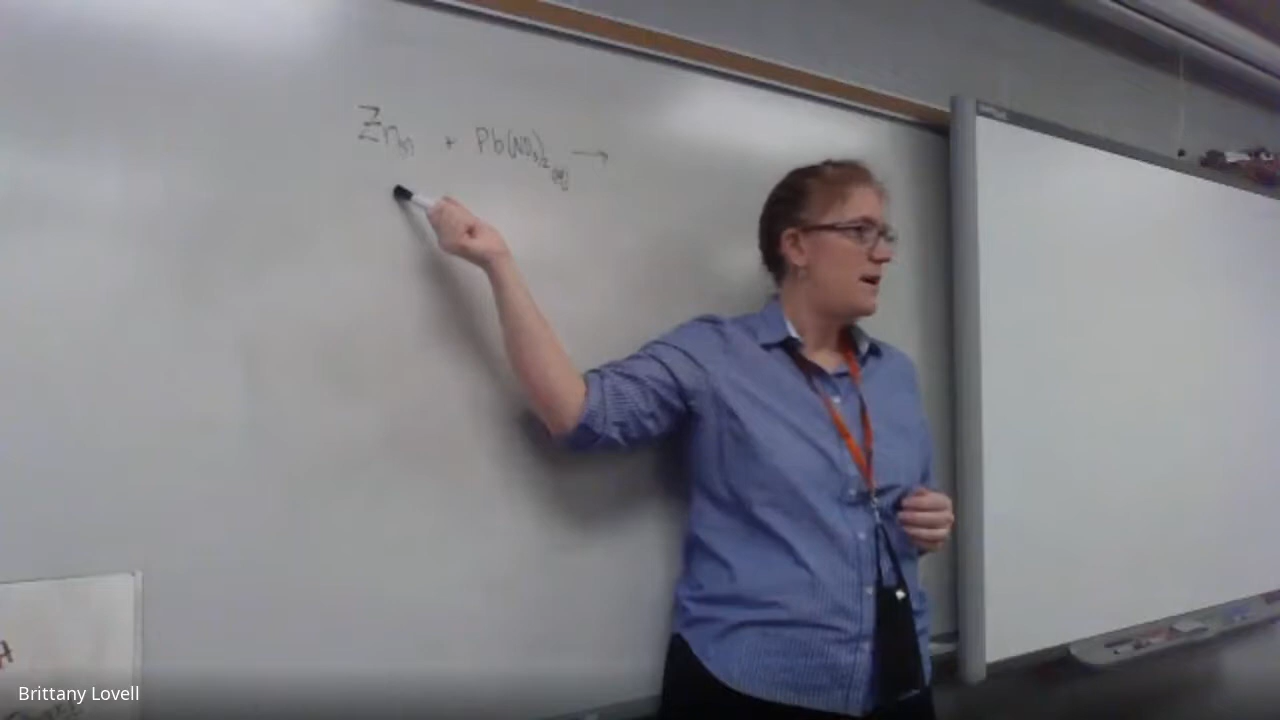 Zn(s) + Pb(NO3)2(aq) →
Brittany Lovell